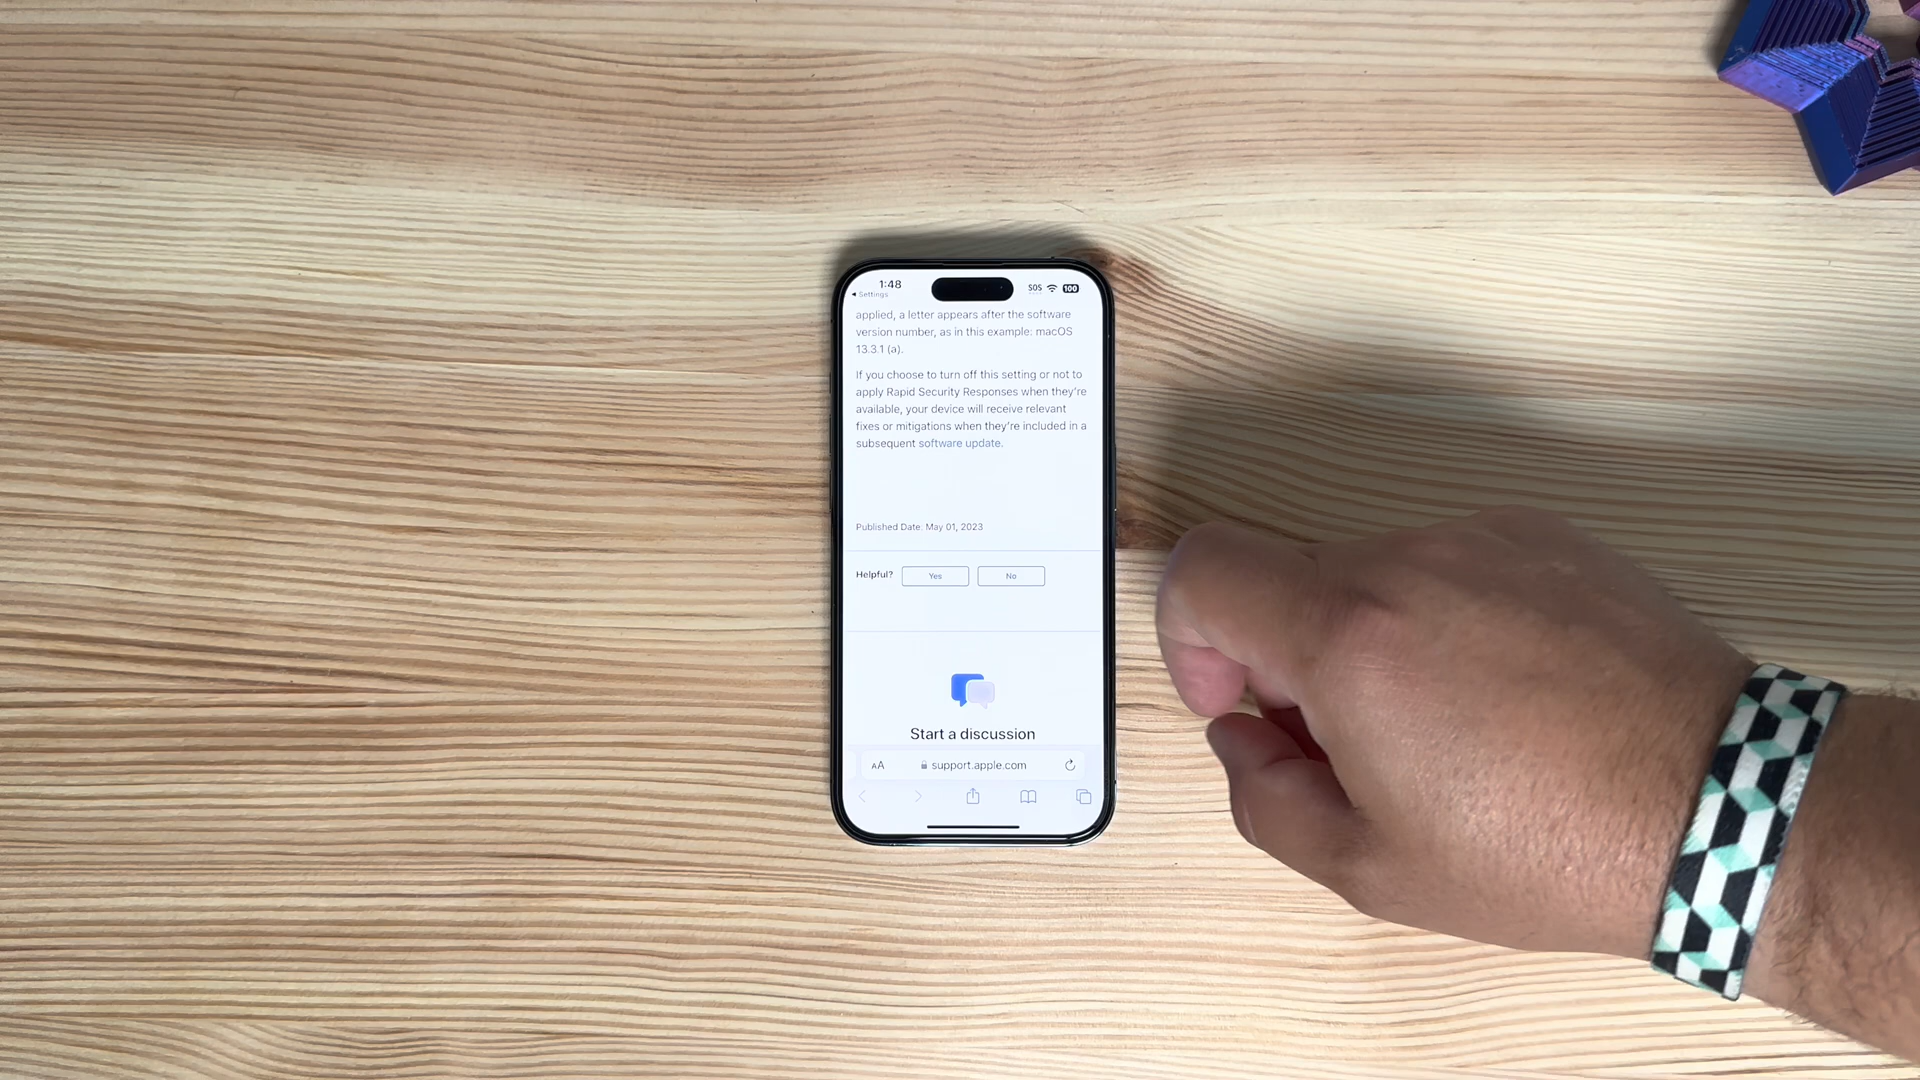 1:48
SOS
100
◀ Settings
applied, a letter appears after the software
version number, as in this example: macOS
13.3.1 (a).
If you choose to turn off this setting or not to
apply Rapid Security Responses when they're
available, your device will receive relevant
fixes or mitigations when they're included in a
subsequent software update.
Published Date: May 01, 2023
Helpful?
Yes
No
Start a discussion
AA
support.apple.com